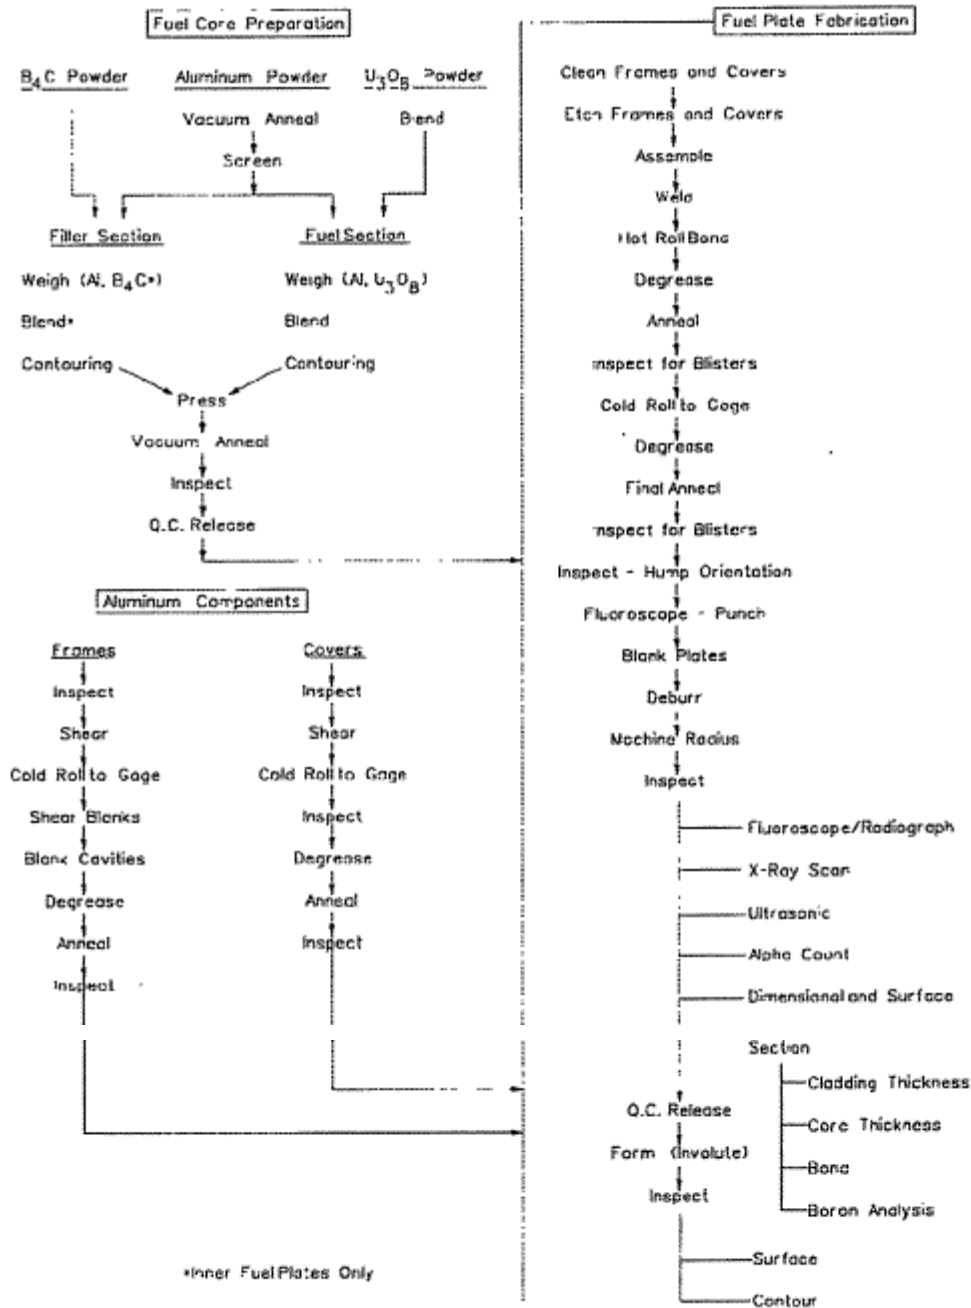 Fuel Core Preparation
B4C Powder
Aluminum Powder
U3O8 Powder
Vacuum Anneal
Blend
Screen
Filler Section
Fuel Section
Weigh (Al, B4C*)
Weigh (Al, U3O8)
Blend*
Blend
Contouring
Contouring
Press
Vacuum Anneal
Inspect
Q.C. Release
Aluminum Components
Frames
Inspect
Shear
Cold Roll to Gage
Shear Blanks
Blank Cavities
Degrease
Anneal
Inspect
Covers
Inspect
Shear
Cold Roll to Gage
Inspect
Degrease
Anneal
Inspect
*Inner Fuel Plates Only
Fuel Plate Fabrication
Clean Frames and Covers
Etch Frames and Covers
Assemble
Weld
Hot Roll Bond
Degrease
Anneal
Inspect for Blisters
Cold Roll to Gage
Degrease
Final Anneal
Inspect for Blisters
Inspect - Hump Orientation
Fluoroscope - Punch
Blank Plates
Deburr
Machine Radius
Inspect
Fluoroscope/Radiograph
X-Ray Scan
Ultrasonic
Alpha Count
Dimensional and Surface
Section
Cladding Thickness
Core Thickness
Bond
Boron Analysis
Q.C. Release
Form (Involute)
Inspect
Surface
Contour